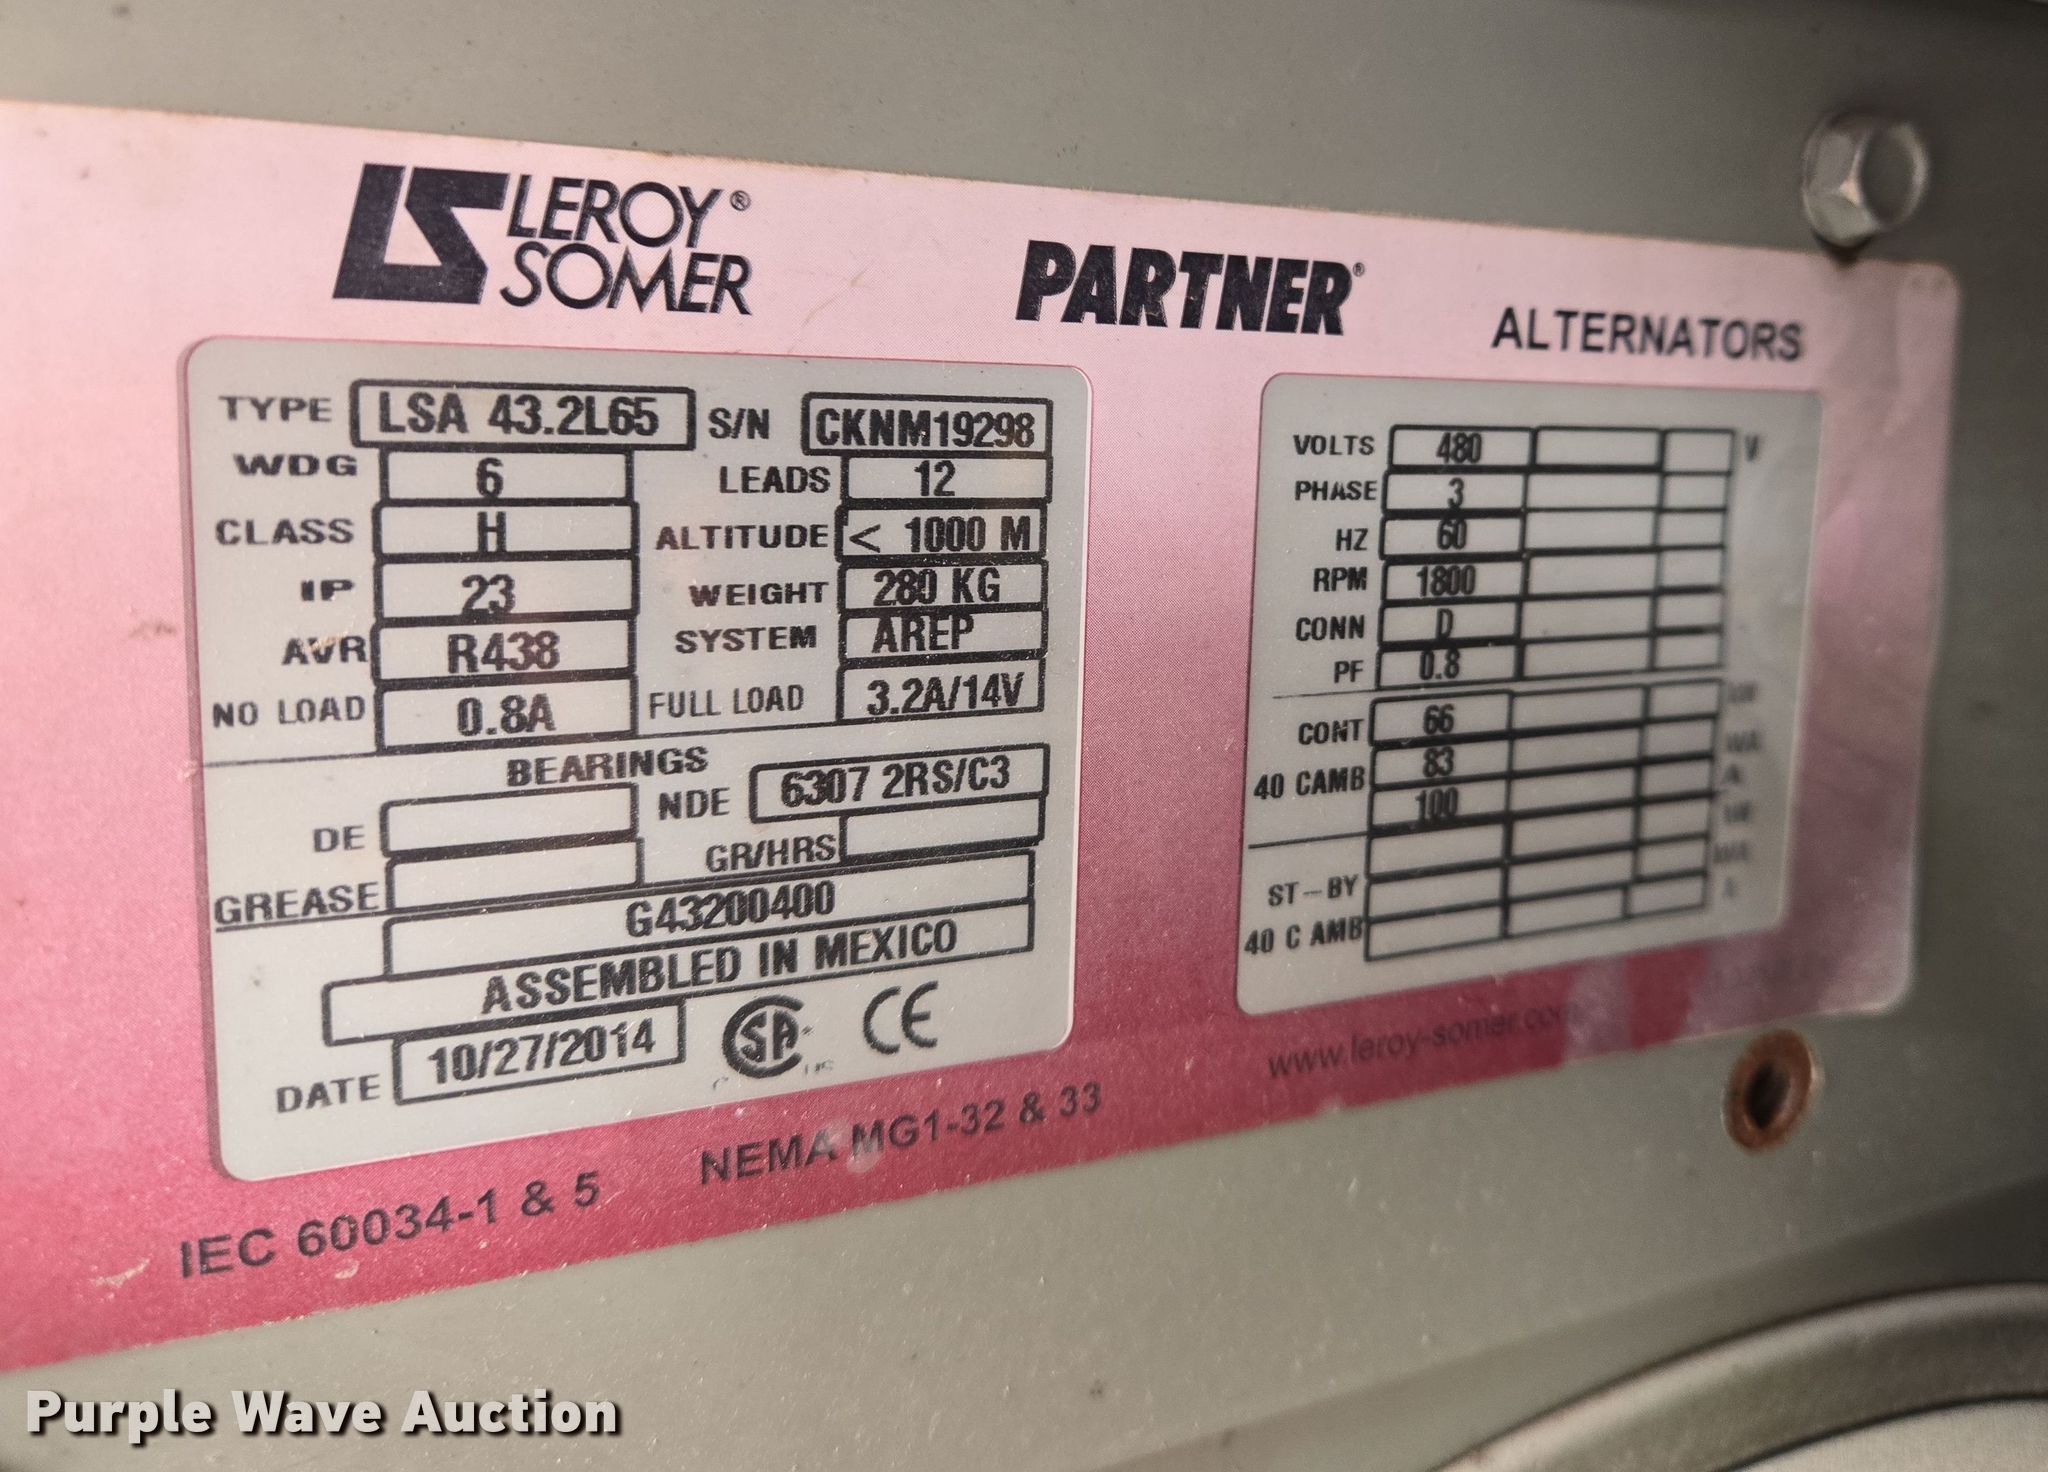 LEROY®
SOMER
PARTNER®
ALTERNATORS
TYPE LSA 43.2L65 S/N CKNM19298
WDG 6 LEADS 12
CLASS H ALTITUDE < 1000 M
IP 23 WEIGHT 280 KG
AVR R438 SYSTEM AREP
NO LOAD 0.8A FULL LOAD 3.2A/14V
BEARINGS
DE NDE 6307 2RS/C3
GREASE GR/HRS
G43200400
ASSEMBLED IN MEXICO
DATE 10/27/2014 CSA CE
IEC 60034-1 & 5 NEMA MG1-32 & 33
VOLTS 480 V
PHASE 3
HZ 60
RPM 1800
CONN D
PF 0.8
CONT 66
40 CAMB 83
100
ST-BY
40 C AMB
www.leroy-somer.com
Purple Wave Auction